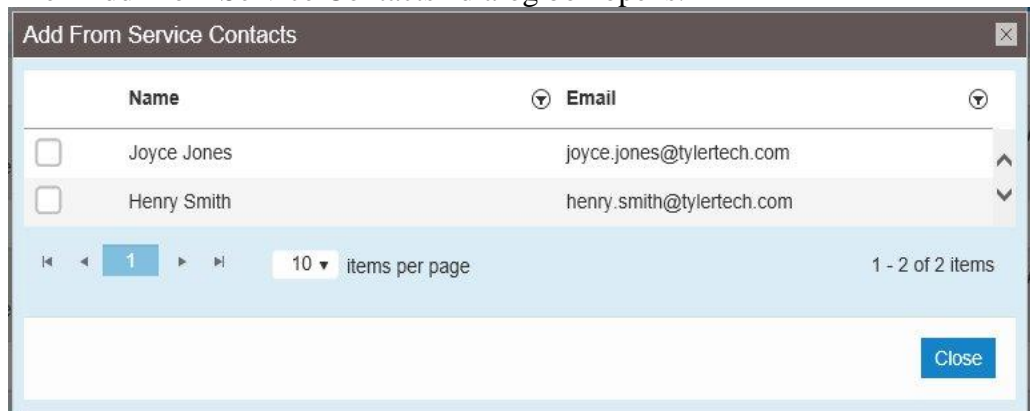 Add From Service Contacts
Name Email
Joyce Jones joyce.jones@tylertech.com
Henry Smith henry.smith@tylertech.com
1 10 items per page 1 - 2 of 2 items
Close